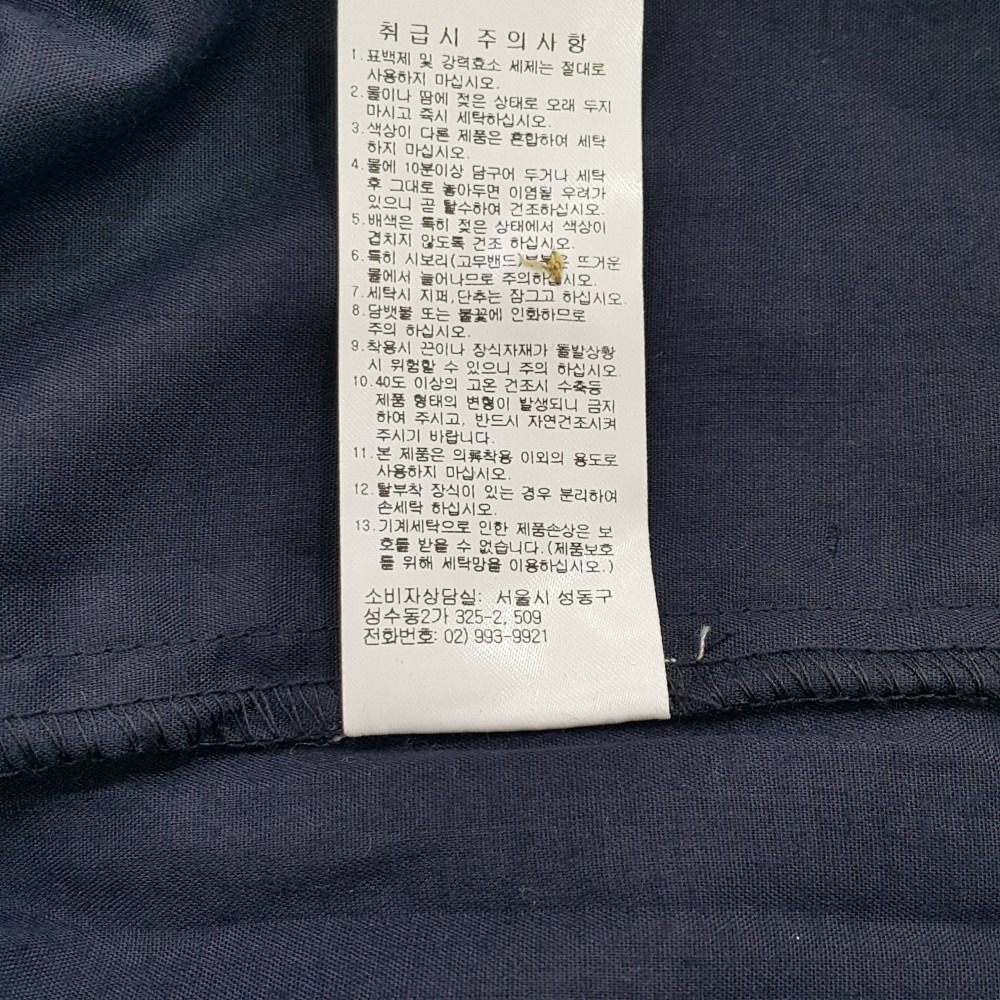 취급시 주의사항
1.표백제 및 강력효소 세제는 절대로
사용하지 마십시오.
2.물이나 땀에 젖은 상태로 오래 두지
마시고 즉시 세탁하십시오.
3.색상이 다른 제품은 혼합하여 세탁
하지 마십시오.
4.물에 10분이상 담구어 두거나 세탁
후 그대로 놓아두면 이염될 우려가
있으니 곧 탈수하여 건조하십시오.
5.배색은 특히 젖은 상태에서 색상이
겹치지 않도록 건조 하십시오.
6.특히 시보리(고무밴드) 뜨거운
물에서 늘어나므로 주의하십시오.
7.세탁시 지퍼,단추는 잠그고 하십시오.
8.담뱃불 또는 불꽃에 인화하므로
주의 하십시오.
9.착용시 끈이나 장식자재가 돌발상황
시 위험할 수 있으니 주의 하십시오.
10.40도 이상의 고온 건조시 수축등
제품 형태의 변형이 발생되니 금지
하여 주시고, 반드시 자연건조시켜
주시기 바랍니다.
11.본 제품은 의류착용 이외의 용도로
사용하지 마십시오.
12.탈부착 장식이 있는 경우 분리하여
손세탁 하십시오.
13.기계세탁으로 인한 제품손상은 보
호를 받을 수 없습니다.(제품보호
를 위해 세탁망을 이용하십시오.)
소비자상담실: 서울시 성동구
성수동2가 325-2, 509
전화번호: 02) 993-9921